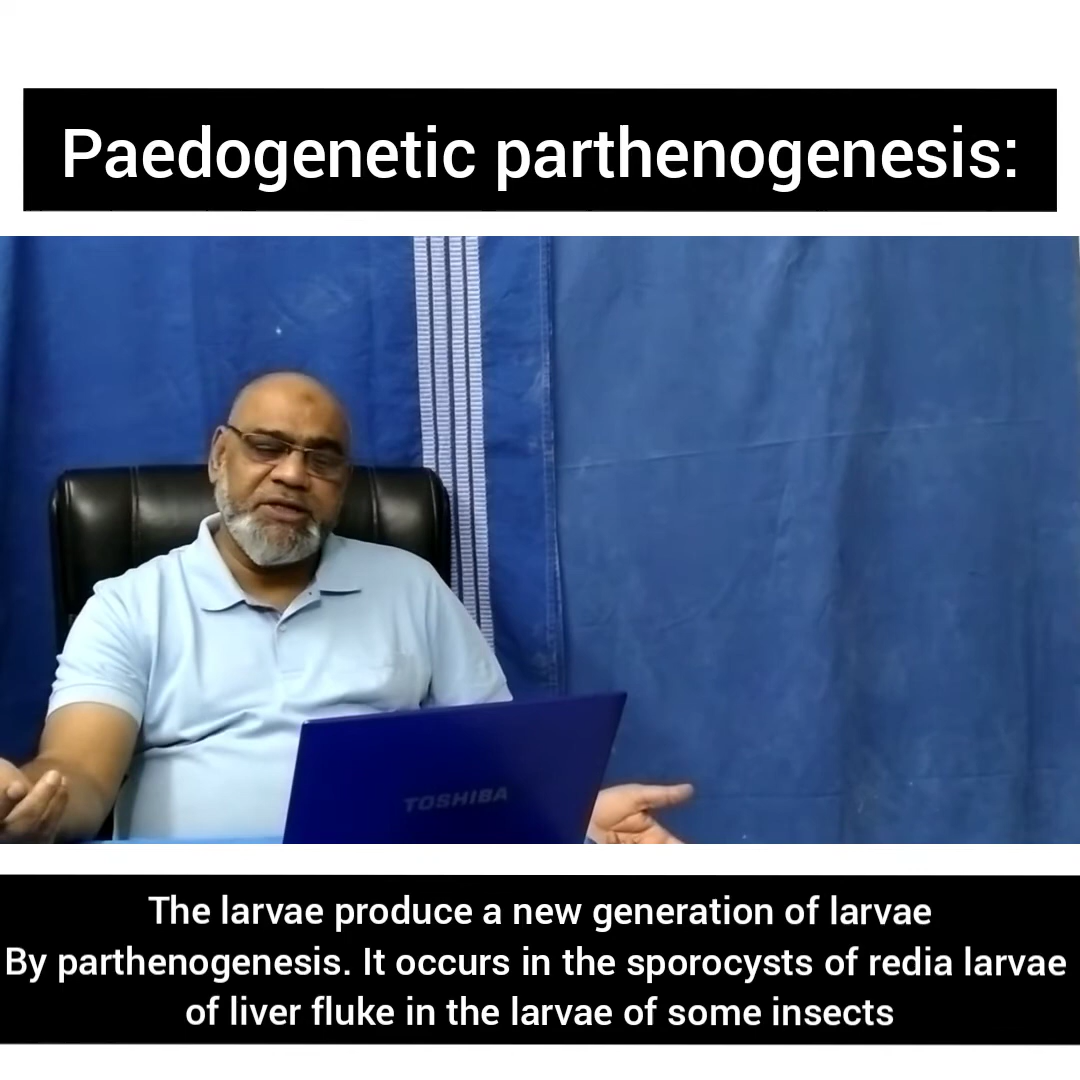 Paedogenetic parthenogenesis:
TOSHIBA
The larvae produce a new generation of larvae
By parthenogenesis. It occurs in the sporocysts of redia larvae
of liver fluke in the larvae of some insects